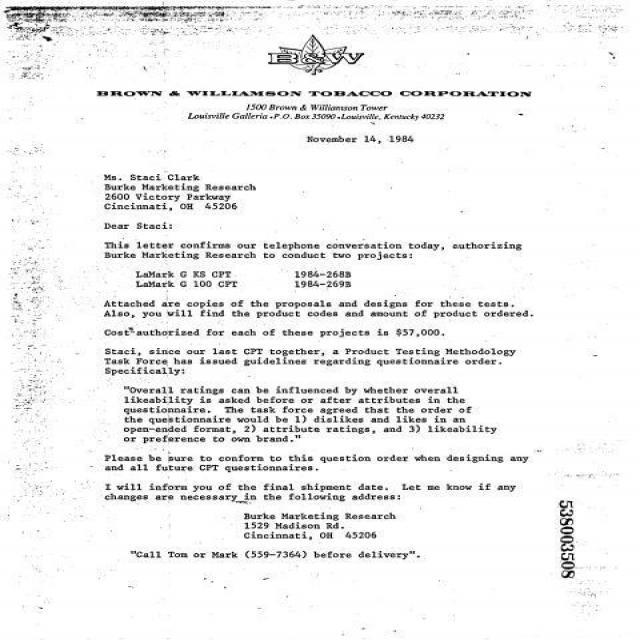 B&W
BROWN & WILLIAMSON TOBACCO CORPORATION
1500 Brown & Williamson Tower
Louisville Galleria • P.O. Box 35090 • Louisville, Kentucky 40232
November 14, 1984
Ms. Staci Clark
Burke Marketing Research
2600 Victory Parkway
Cincinnati, OH 45206
Dear Staci:
This letter confirms our telephone conversation today, authorizing
Burke Marketing Research to conduct two projects:
LaMark G KS CPT 1984-268B
LaMark G 100 CPT 1984-269B
Attached are copies of the proposals and designs for these tests.
Also, you will find the product codes and amount of product ordered.
Cost authorized for each of these projects is $57,000.
Staci, since our last CPT together, a Product Testing Methodology
Task Force has issued guidelines regarding questionnaire order.
Specifically:
"Overall ratings can be influenced by whether overall
likeability is asked before or after attributes in the
questionnaire. The task force agreed that the order of
the questionnaire would be 1) dislikes and likes in an
open-ended format, 2) attribute ratings, and 3) likeability
or preference to own brand."
Please be sure to conform to this question order when designing any
and all future CPT questionnaires.
I will inform you of the final shipment date. Let me know if any
changes are necessary in the following address:
Burke Marketing Research
1529 Madison Rd.
Cincinnati, OH 45206
"Call Tom or Mark (559-7364) before delivery".
538003508